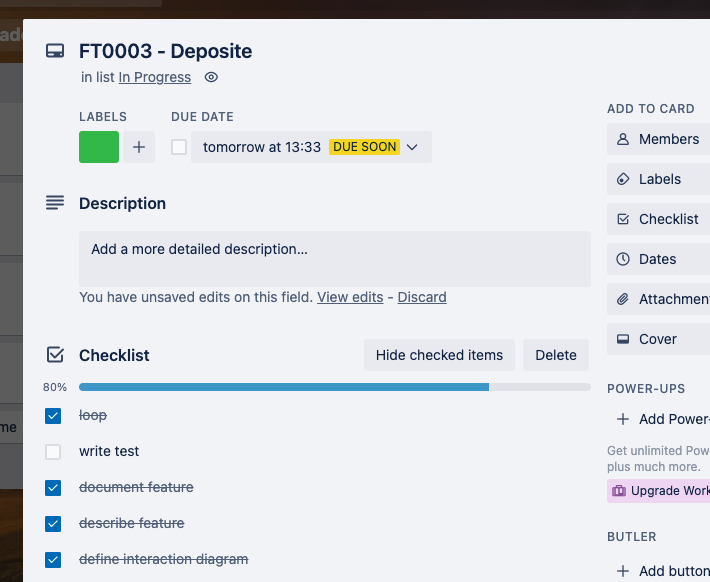 FT0003 - Deposite
in list In Progress
LABELS
DUE DATE
tomorrow at 13:33 DUE SOON
Description
Add a more detailed description...
You have unsaved edits on this field. View edits - Discard
Checklist
Hide checked items
Delete
80%
loop
write test
document feature
describe feature
define interaction diagram
ADD TO CARD
Members
Labels
Checklist
Dates
Attachmen
Cover
POWER-UPS
Add Power-
Get unlimited Pow
plus much more.
Upgrade Work
BUTLER
Add button
me